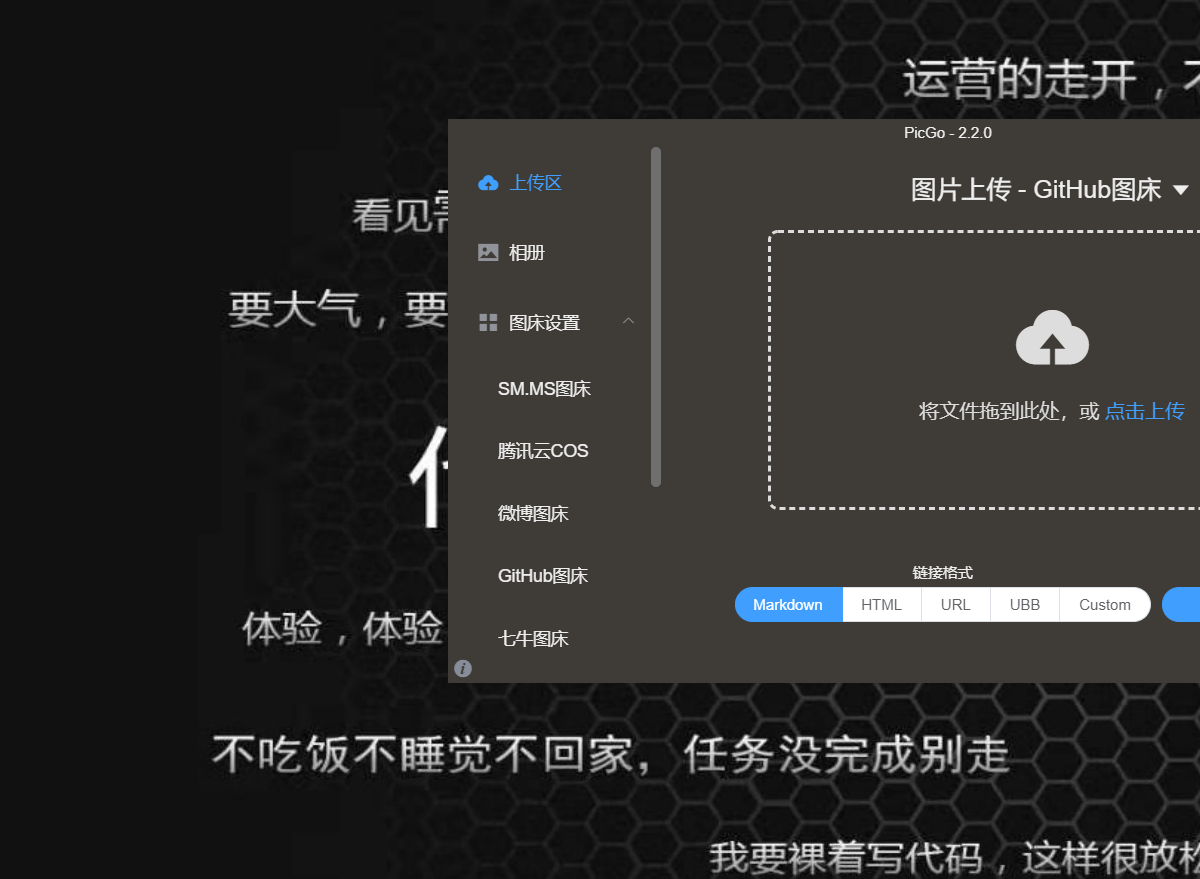 运营的走开，不
PicGo - 2.2.0
上传区
图片上传 - GitHub图床
看见需
相册
要大气，要
图床设置
SM.MS图床
将文件拖到此处，或 点击上传
腾讯云COS
微博图床
GitHub图床
链接格式
Markdown HTML URL UBB Custom
体验，体验
七牛图床
不吃饭不睡觉不回家，任务没完成别走
我要裸着写代码，这样很放松